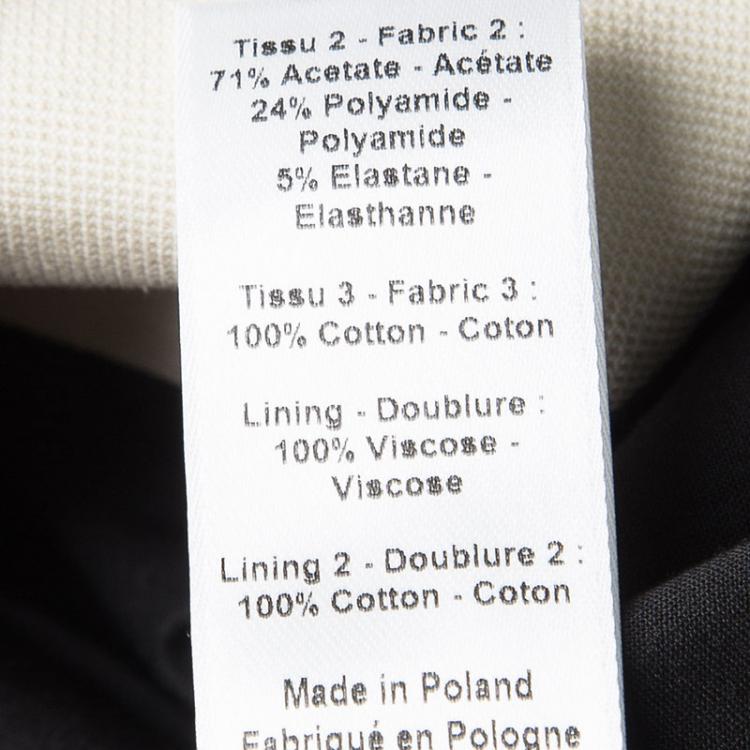 Tissu 2 - Fabric 2 :
71% Acetate - Acétate
24% Polyamide -
Polyamide
5% Elastane -
Elasthanne
Tissu 3 - Fabric 3 :
100% Cotton - Coton
Lining - Doublure :
100% Viscose -
Viscose
Lining 2 - Doublure 2 :
100% Cotton - Coton
Made in Poland
Fabriqué en Pologne